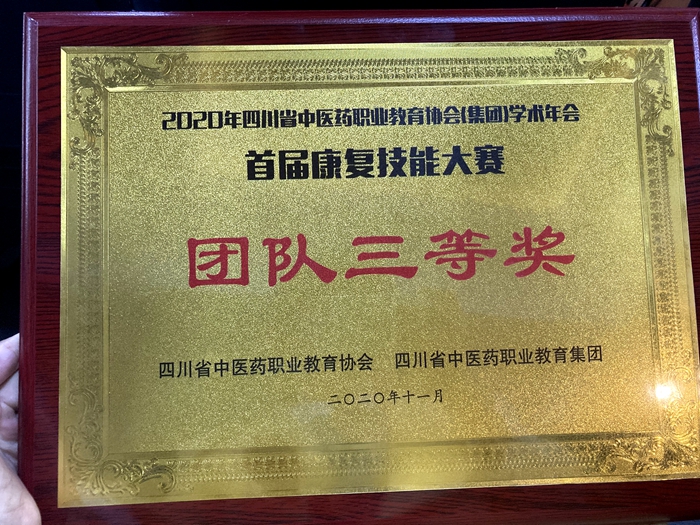 2020年四川省中医药职业教育协会(集团)学术年会
首届康复技能大赛
团队三等奖
四川省中医药职业教育协会 四川省中医药职业教育集团
二〇二〇年十一月